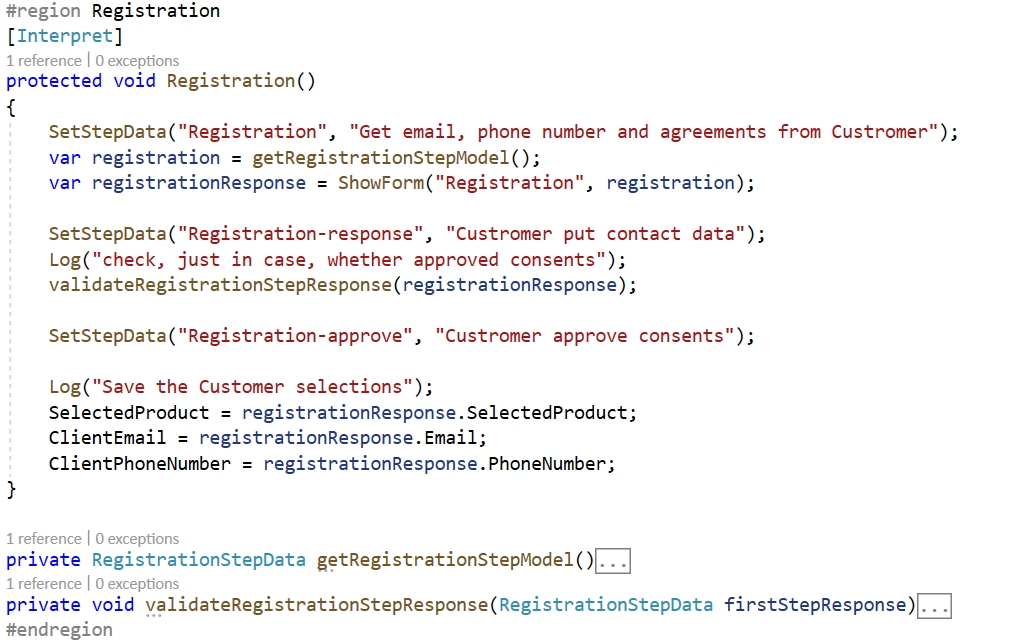 #region Registration
[Interpret]
1 reference | 0 exceptions
protected void Registration()
{
SetStepData("Registration", "Get email, phone number and agreements from Custromer");
var registration = getRegistrationStepModel();
var registrationResponse = ShowForm("Registration", registration);
SetStepData("Registration-response", "Custromer put contact data");
Log("check, just in case, whether approved consents");
validateRegistrationStepResponse(registrationResponse);
SetStepData("Registration-approve", "Custromer approve consents");
Log("Save the Customer selections");
SelectedProduct = registrationResponse.SelectedProduct;
ClientEmail = registrationResponse.Email;
ClientPhoneNumber = registrationResponse.PhoneNumber;
}
1 reference | 0 exceptions
private RegistrationStepData getRegistrationStepModel()...
1 reference | 0 exceptions
private void validateRegistrationStepResponse(RegistrationStepData firstStepResponse)...
#endregion